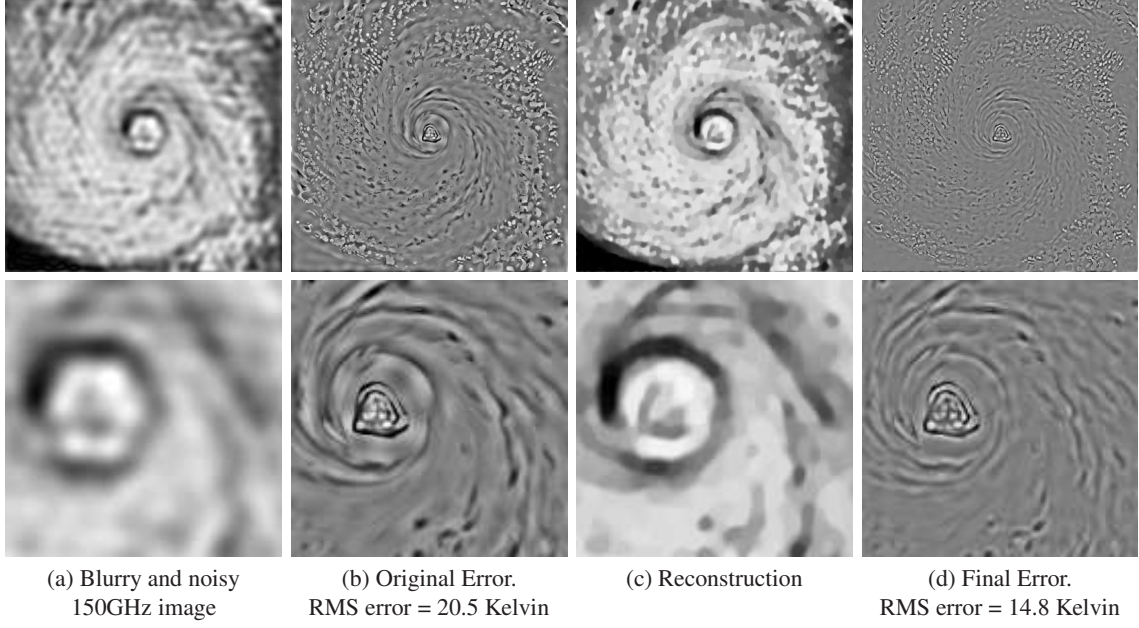 (a) Blurry and noisy
150GHz image
(b) Original Error.
RMS error = 20.5 Kelvin
(c) Reconstruction
(d) Final Error.
RMS error = 14.8 Kelvin